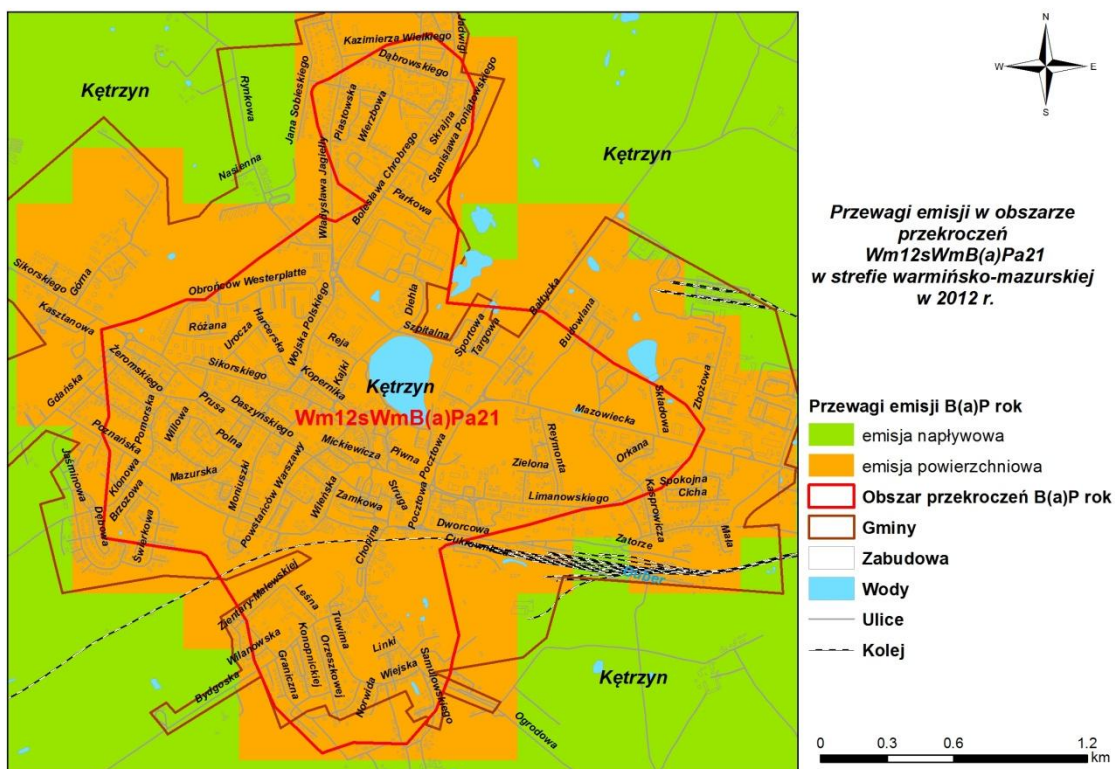 Kętrzyn
Kętrzyn
Kętrzyn
Kętrzyn
Wm12sWmB(a)Pa21
Kazimierza Wielkiego
Jadwigi
Dąbrowskiego
Rynkowa
Jana Sobieskiego
Piastowska
Wierzbowa
Skrajna
Stanisława Poniatowskiego
Nasienna
Władysława Jagiełły
Bolesława Chrobrego
Parkowa
Sikorskiego
Górna
Kasztanowa
Obrońców Westerplatte
Diehla
Bałtycka
Szpitalna
Sportowa
Targowa
Budowlana
Różana
Urocza
Harcerska
Wojska Polskiego
Reja
Żeromskiego
Sikorskiego
Kopernika
Kajki
Gdańska
Pomorska
Willowa
Prusa
Daszyńskiego
Polna
Mazowiecka
Składowa
Zbożowa
Poznańska
Klonowa
Mickiewicza
Piwna
Pocztowa
Pocztowa
Reymonta
Orkana
Jaśminowa
Brzozowa
Mazurska
Moniuszki
Powstańców Warszawy
Wileńska
Zamkowa
Struga
Zielona
Limanowskiego
Spokojna
Cicha
Kasprowicza
Dębowa
Świerkowa
Chopina
Dworcowa
Cukrownicza
Zatorze
Mała
Guber
Zientary-Malewskiej
Leśna
Tuwima
Wilanowska
Konopnickiej
Orzeszkowej
Graniczna
Linki
Wiejska
Samulowskiego
Bydgoska
Norwida
Ogrodowa
N
W
E
S
Przewagi emisji w obszarze
przekroczeń
Wm12sWmB(a)Pa21
w strefie warmińsko-mazurskiej
w 2012 r.
Przewagi emisji B(a)P rok
emisja napływowa
emisja powierzchniowa
Obszar przekroczeń B(a)P rok
Gminy
Zabudowa
Wody
Ulice
Kolej
0 0.3 0.6 1.2
km